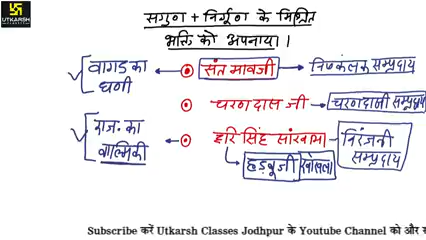 UTKARSH
CLASSES
सगुण + निर्गुण के मिश्रित
भक्ति को अपनाया।
वागड का
धणी
संत मावजी
निष्कलंक सम्प्रदाय
चरणदास जी
चरणदासी सम्प्रदाय
राज. का
वाल्मिकी
हरि सिंह सांखला
निरंजनी
सम्प्रदाय
हड़बूजी सांखला
Subscribe करें Utkarsh Classes Jodhpur के Youtube Channel को और